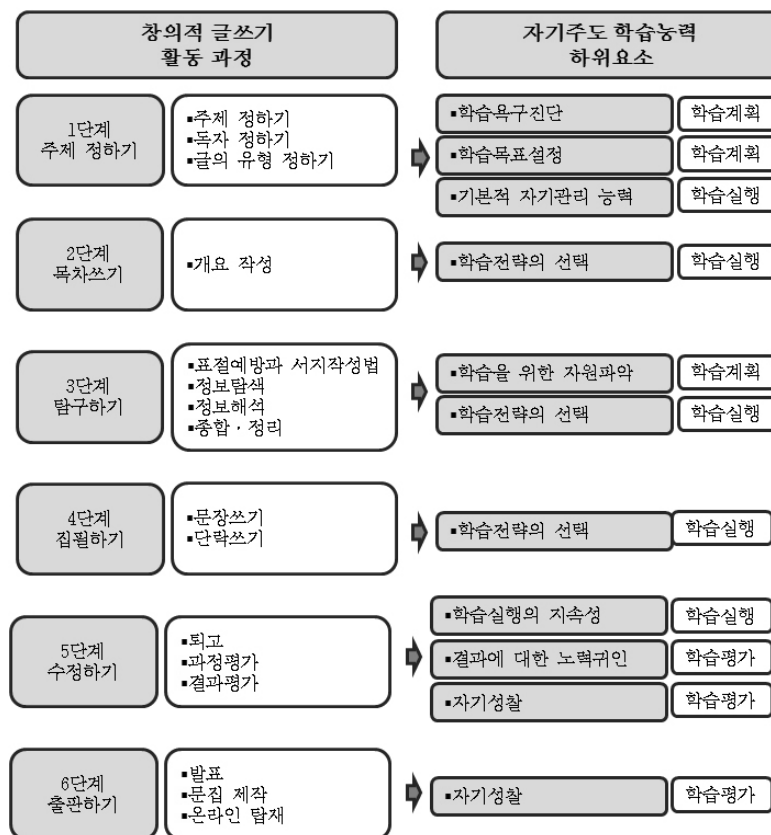 창의적 글쓰기
활동 과정
자기주도 학습능력
하위요소
1단계
주제 정하기
▪주제 정하기
▪독자 정하기
▪글의 유형 정하기
▪학습욕구진단
학습계획
▪학습목표설정
학습계획
▪기본적 자기관리 능력
학습실행
2단계
목차쓰기
▪개요 작성
▪학습전략의 선택
학습실행
3단계
탐구하기
▪표절예방과 서지작성법
▪정보탐색
▪정보해석
▪종합·정리
▪학습을 위한 자원파악
학습계획
▪학습전략의 선택
학습실행
4단계
집필하기
▪문장쓰기
▪단락쓰기
▪학습전략의 선택
학습실행
5단계
수정하기
▪퇴고
▪과정평가
▪결과평가
▪학습실행의 지속성
학습실행
▪결과에 대한 노력귀인
학습평가
▪자기성찰
학습평가
6단계
출판하기
▪발표
▪문집 제작
▪온라인 탑재
▪자기성찰
학습평가